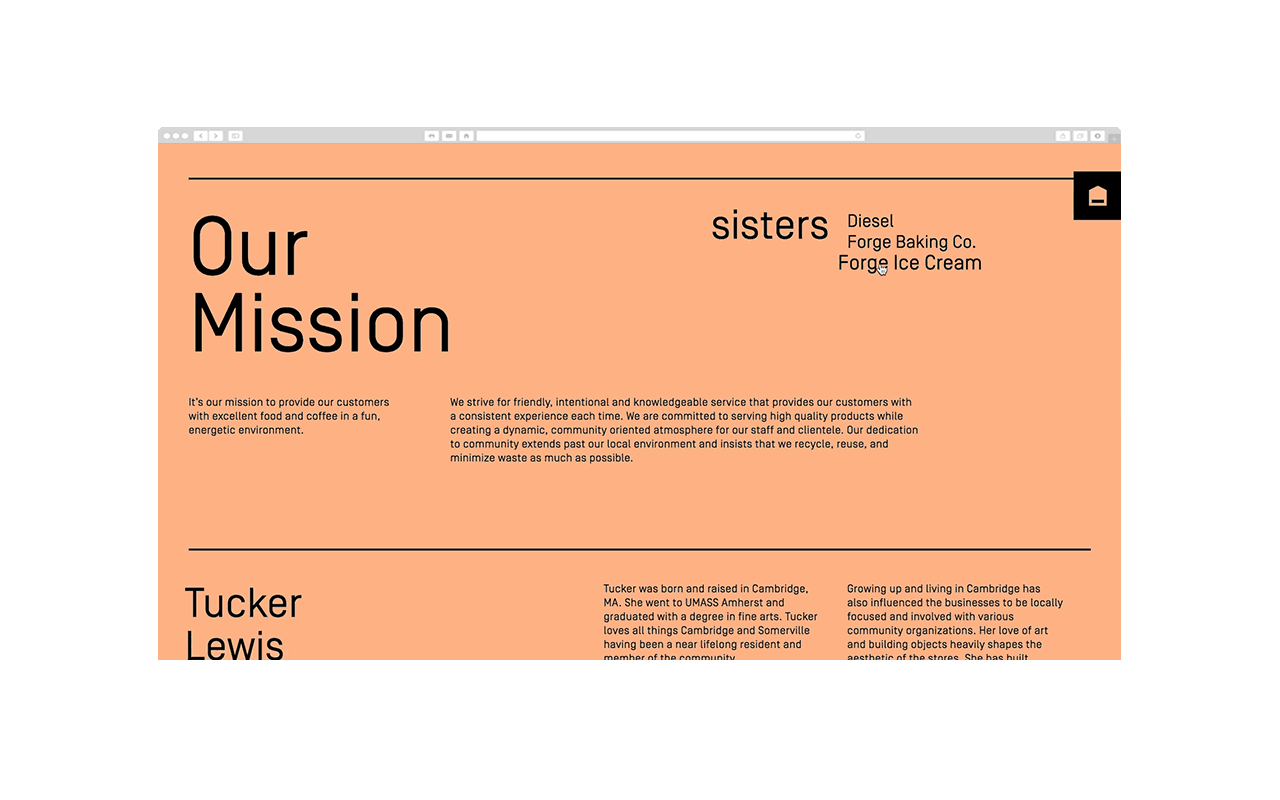 Our
Mission
sisters
Diesel
Forge Baking Co.
Forge Ice Cream
It's our mission to provide our customers
with excellent food and coffee in a fun,
energetic environment.
We strive for friendly, intentional and knowledgeable service that provides our customers with
a consistent experience each time. We are committed to serving high quality products while
creating a dynamic, community oriented atmosphere for our staff and clientele. Our dedication
to community extends past our local environment and insists that we recycle, reuse, and
minimize waste as much as possible.
Tucker
Lewis
Tucker was born and raised in Cambridge,
MA. She went to UMASS Amherst and
graduated with a degree in fine arts. Tucker
loves all things Cambridge and Somerville
having been a near lifelong resident and
member of the community.
Growing up and living in Cambridge has
also influenced the businesses to be locally
focused and involved with various
community organizations. Her love of art
and building objects heavily shapes the
aesthetic of the stores. She has built